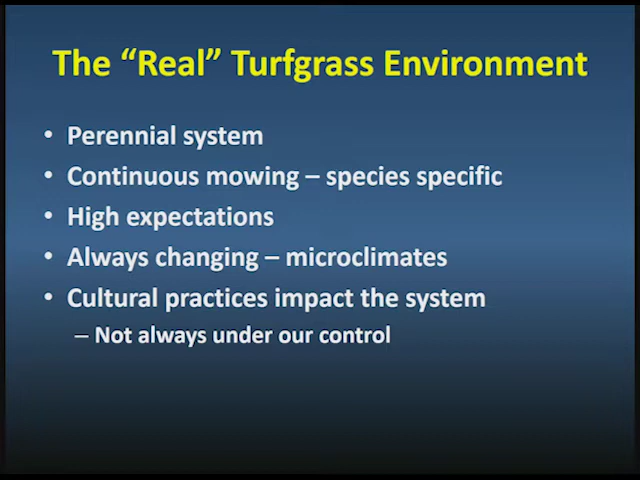 The “Real” Turfgrass Environment
• Perennial system
• Continuous mowing – species specific
• High expectations
• Always changing – microclimates
• Cultural practices impact the system
– Not always under our control